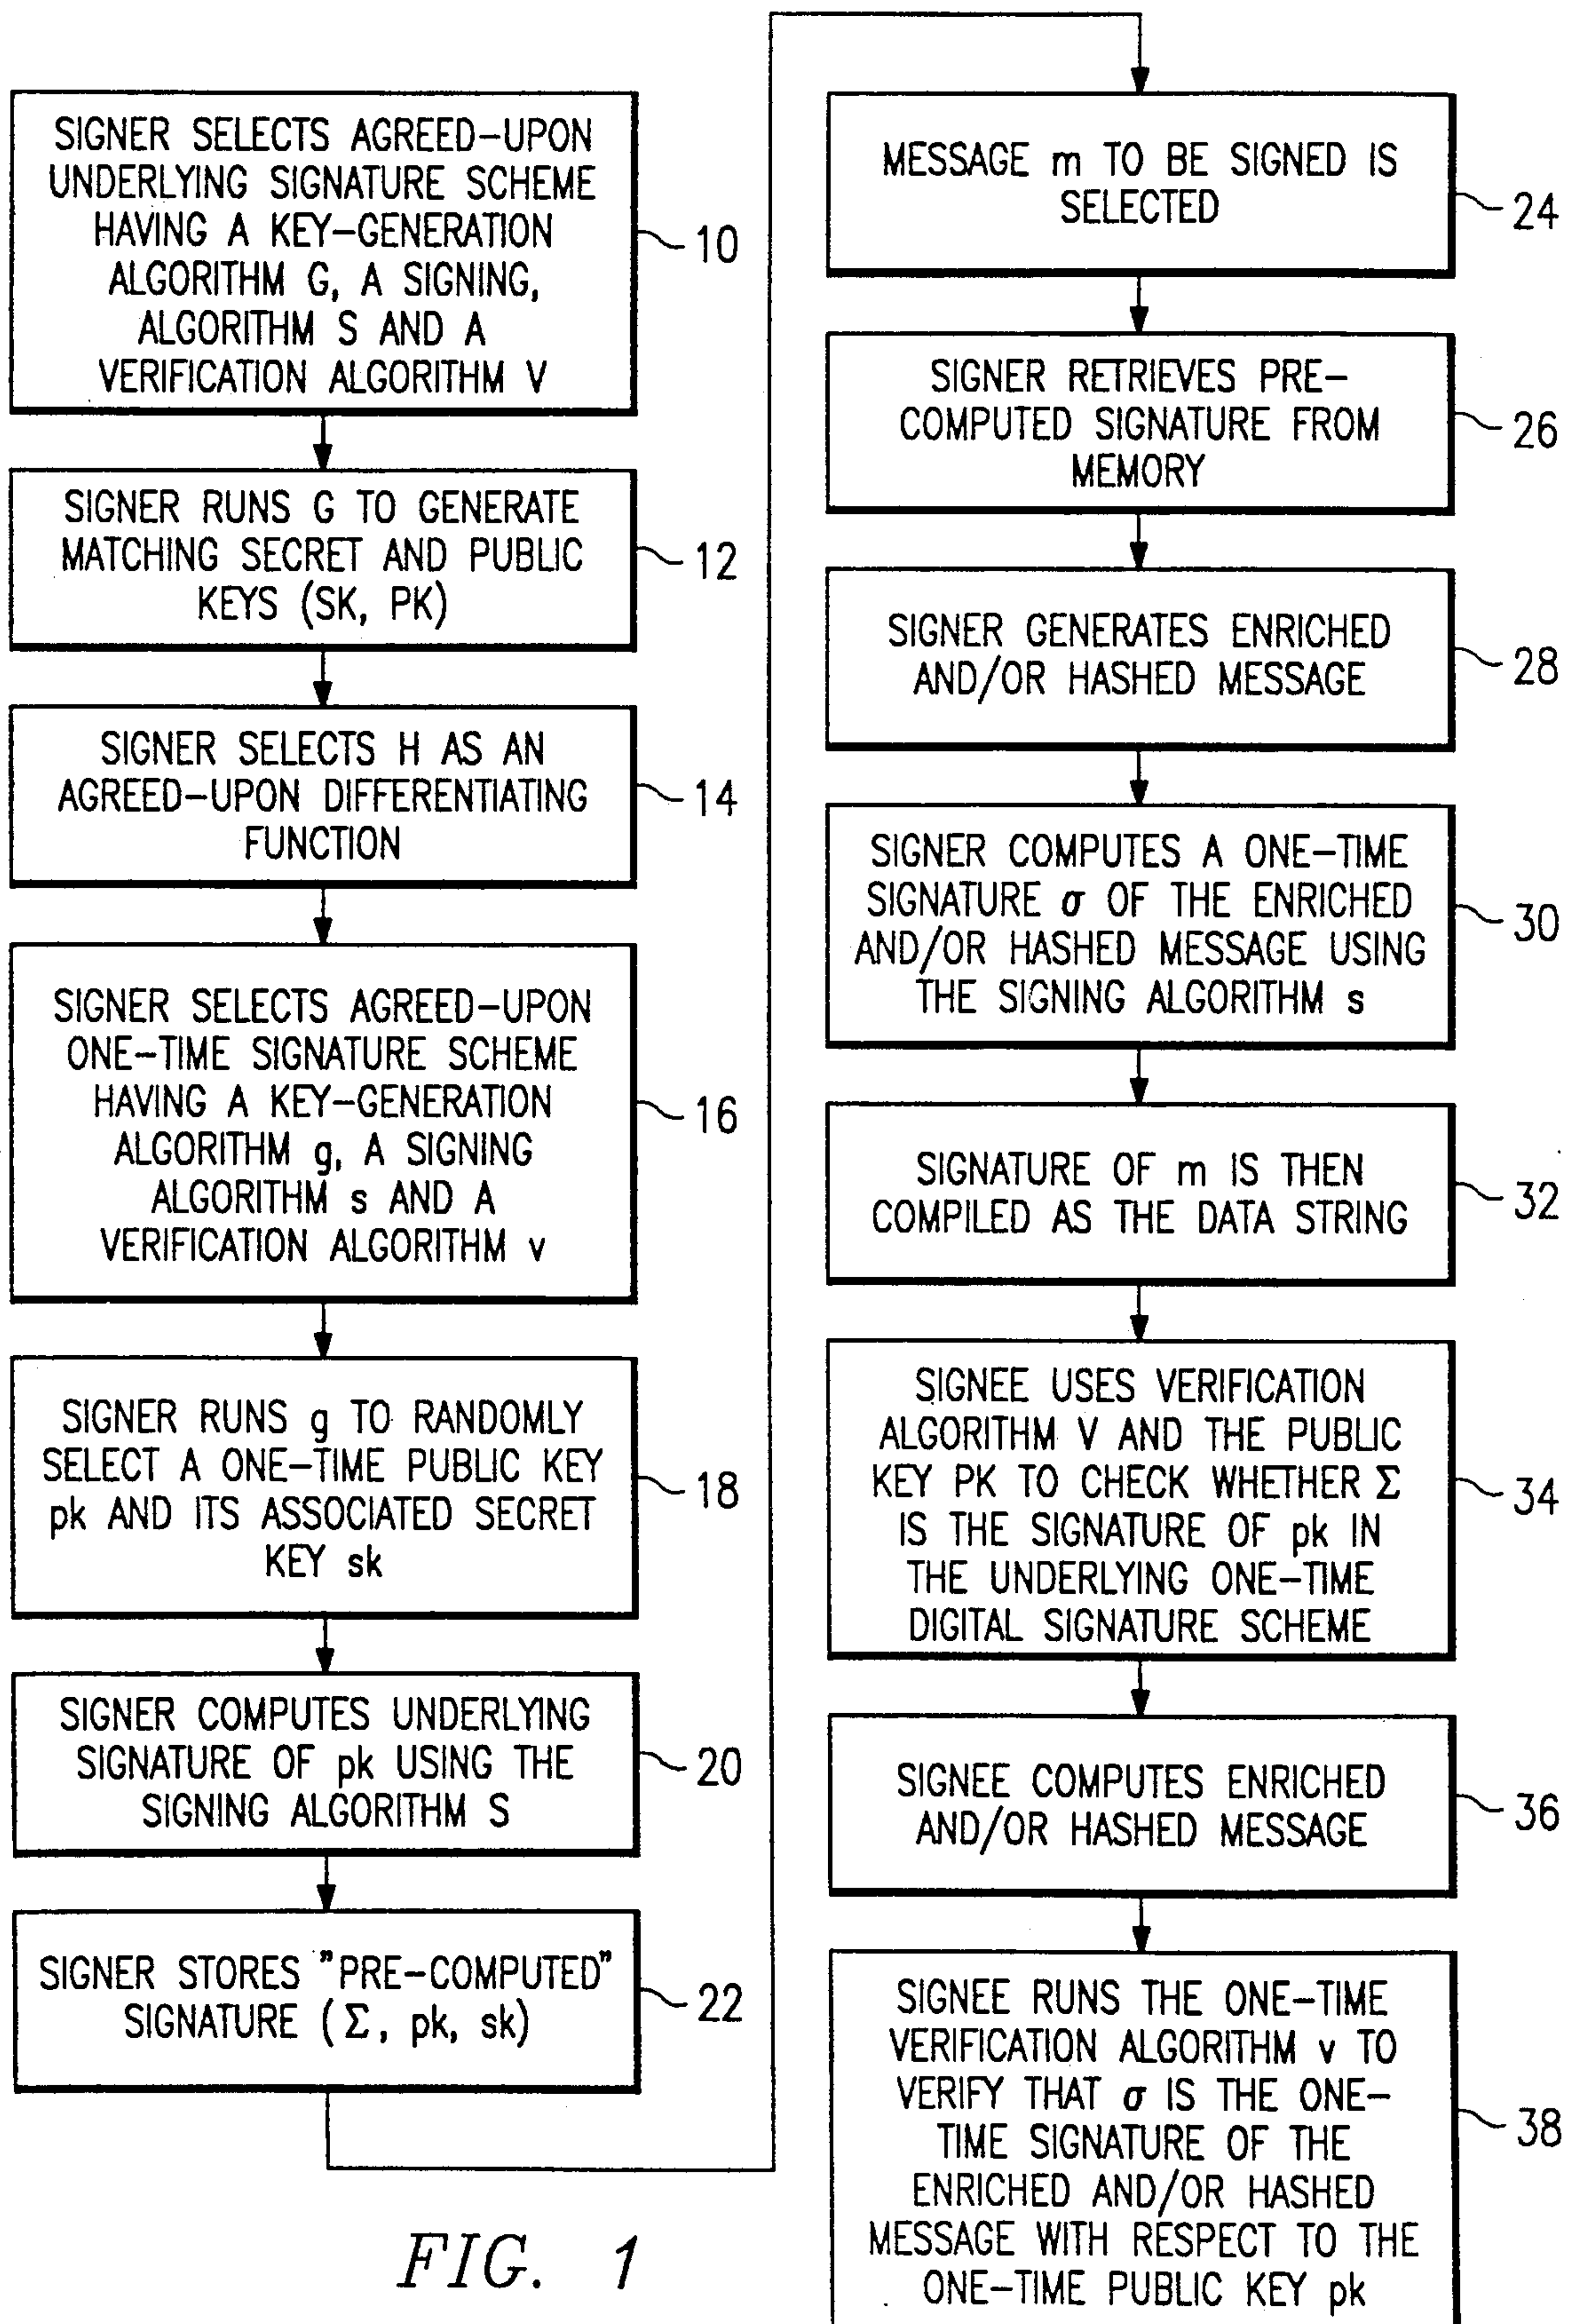 SIGNER SELECTS AGREED-UPON
UNDERLYING SIGNATURE SCHEME
HAVING A KEY-GENERATION
ALGORITHM G, A SIGNING,
ALGORITHM S AND A
VERIFICATION ALGORITHM V
10
SIGNER RUNS G TO GENERATE
MATCHING SECRET AND PUBLIC
KEYS (SK, PK)
12
SIGNER SELECTS H AS AN
AGREED-UPON DIFFERENTIATING
FUNCTION
14
SIGNER SELECTS AGREED-UPON
ONE-TIME SIGNATURE SCHEME
HAVING A KEY-GENERATION
ALGORITHM g, A SIGNING
ALGORITHM s AND A
VERIFICATION ALGORITHM v
16
SIGNER RUNS g TO RANDOMLY
SELECT A ONE-TIME PUBLIC KEY
pk AND ITS ASSOCIATED SECRET
KEY sk
18
SIGNER COMPUTES UNDERLYING
SIGNATURE OF pk USING THE
SIGNING ALGORITHM S
20
SIGNER STORES "PRE-COMPUTED"
SIGNATURE (Σ, pk, sk)
22
MESSAGE m TO BE SIGNED IS
SELECTED
24
SIGNER RETRIEVES PRE-
COMPUTED SIGNATURE FROM
MEMORY
26
SIGNER GENERATES ENRICHED
AND/OR HASHED MESSAGE
28
SIGNER COMPUTES A ONE-TIME
SIGNATURE σ OF THE ENRICHED
AND/OR HASHED MESSAGE USING
THE SIGNING ALGORITHM s
30
SIGNATURE OF m IS THEN
COMPILED AS THE DATA STRING
32
SIGNEE USES VERIFICATION
ALGORITHM V AND THE PUBLIC
KEY PK TO CHECK WHETHER Σ
IS THE SIGNATURE OF pk IN
THE UNDERLYING ONE-TIME
DIGITAL SIGNATURE SCHEME
34
SIGNEE COMPUTES ENRICHED
AND/OR HASHED MESSAGE
36
SIGNEE RUNS THE ONE-TIME
VERIFICATION ALGORITHM v TO
VERIFY THAT σ IS THE ONE-
TIME SIGNATURE OF THE
ENRICHED AND/OR HASHED
MESSAGE WITH RESPECT TO THE
ONE-TIME PUBLIC KEY pk
38
FIG. 1